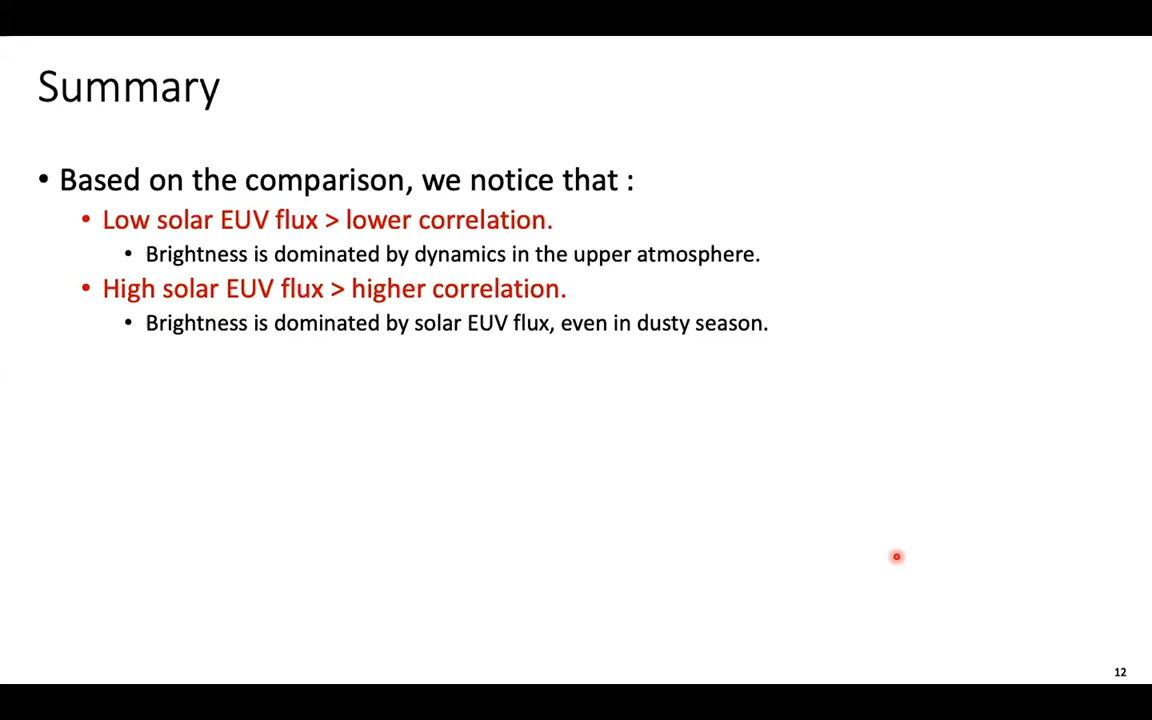 Summary
• Based on the comparison, we notice that :
• Low solar EUV flux > lower correlation.
• Brightness is dominated by dynamics in the upper atmosphere.
• High solar EUV flux > higher correlation.
• Brightness is dominated by solar EUV flux, even in dusty season.
12